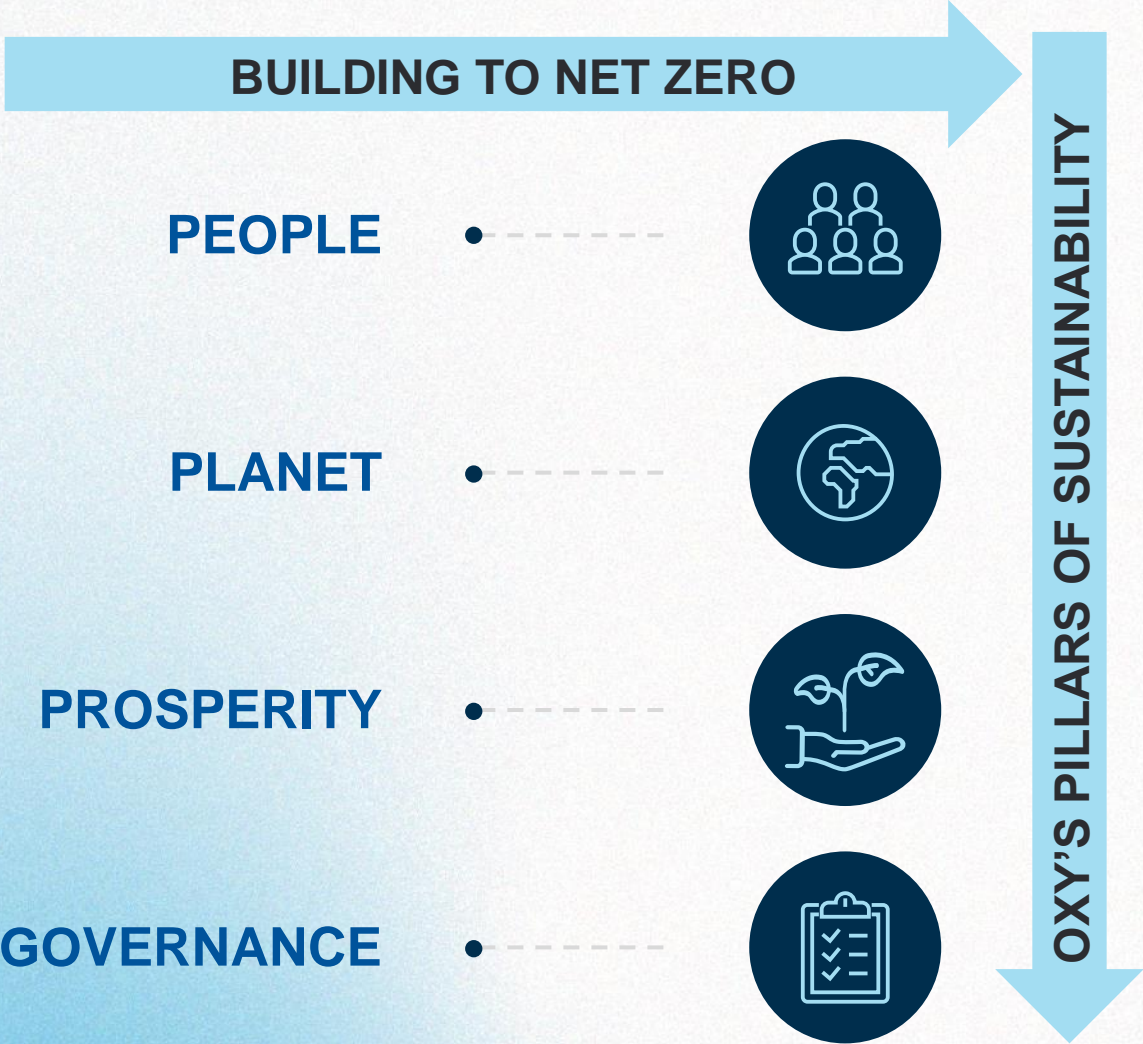 BUILDING TO NET ZERO
PEOPLE
PLANET
PROSPERITY
GOVERNANCE
OXY’S PILLARS OF SUSTAINABILITY